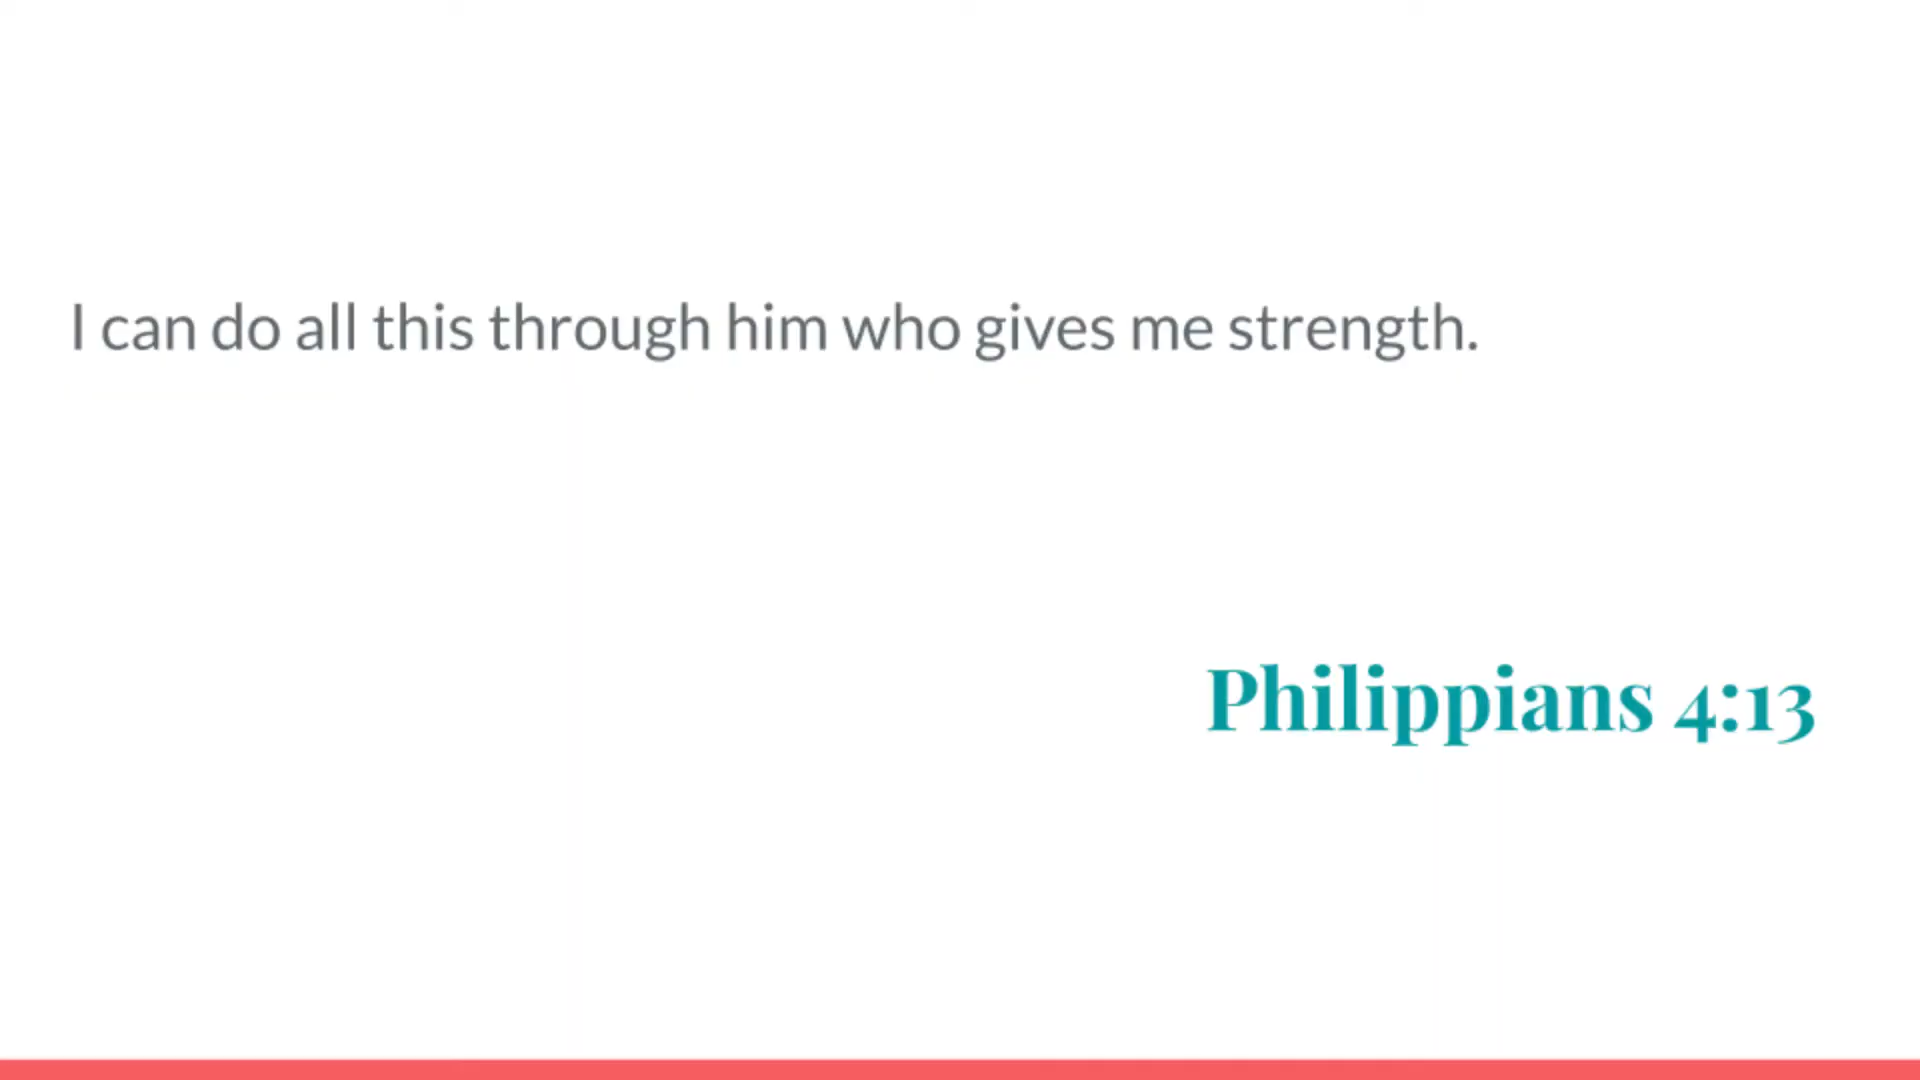 I can do all this through him who gives me strength.
Philippians 4:13